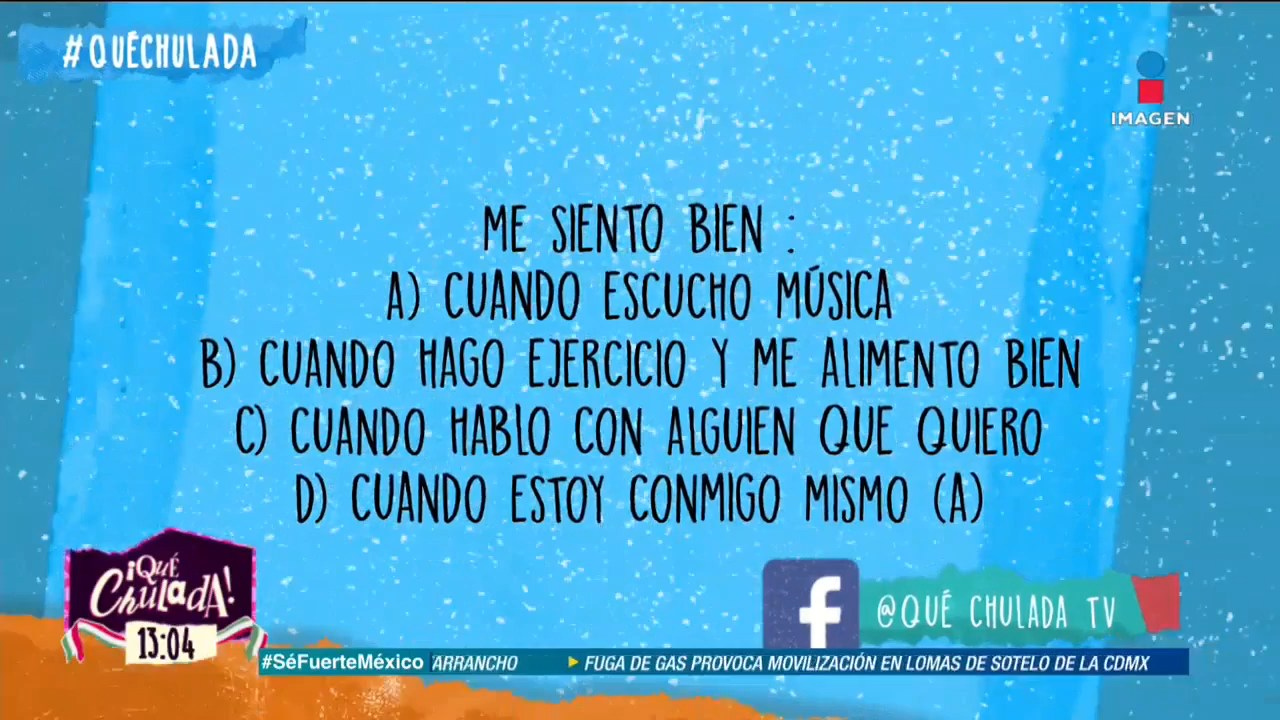 #QUÉCHULADA
IMAGEN
ME SIENTO BIEN :
A) CUANDO ESCUCHO MÚSICA
B) CUANDO HAGO EJERCICIO Y ME ALIMENTO BIEN
C) CUANDO HABLO CON ALGUIEN QUE QUIERO
D) CUANDO ESTOY CONMIGO MISMO (A)
¡QUÉ
ChuladA!
13:04
@QUÉ CHULADA TV
#SéFuerteMéxico ARRANCHO FUGA DE GAS PROVOCA MOVILIZACIÓN EN LOMAS DE SOTELO DE LA CDMX